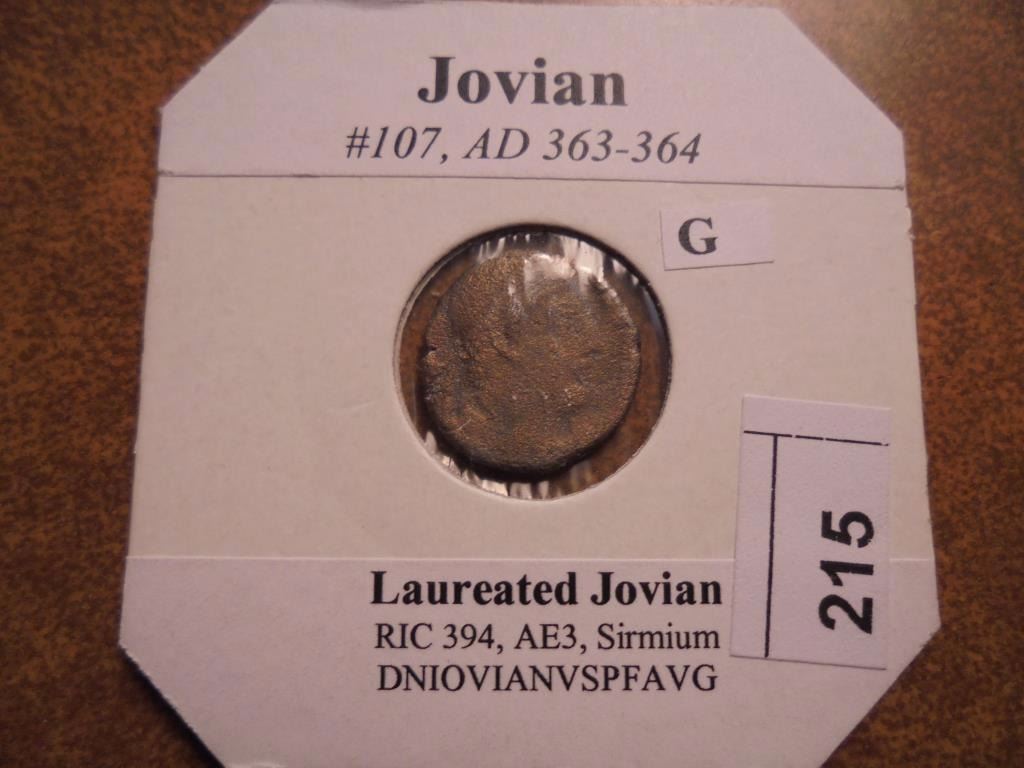 Jovian
#107, AD 363-364
G
215
Laureated Jovian
RIC 394, AE3, Sirmium
DNIOVIANVSPFAVG